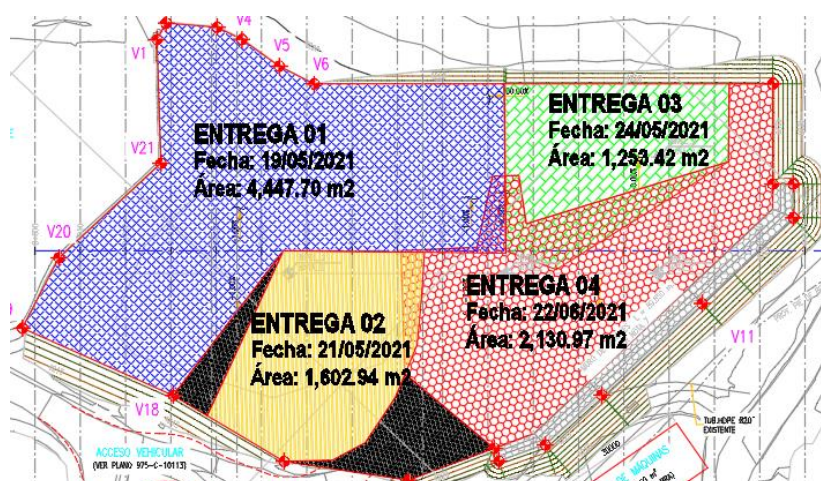 V4
V1
V5
V6
ENTREGA 01
Fecha: 19/05/2021
Área: 4,447.70 m2
ENTREGA 03
Fecha: 24/05/2021
Área: 1,253.42 m2
V21
V20
ENTREGA 04
Fecha: 22/06/2021
Área: 2,130.97 m2
ENTREGA 02
Fecha: 21/05/2021
Área: 1,602.94 m2
V11
V18
TUB.HDPE Ø20"
EXISTENTE
ACCESO VEHICULAR
(VER PLANO 975-C-10113)
DE MÁQUINAS